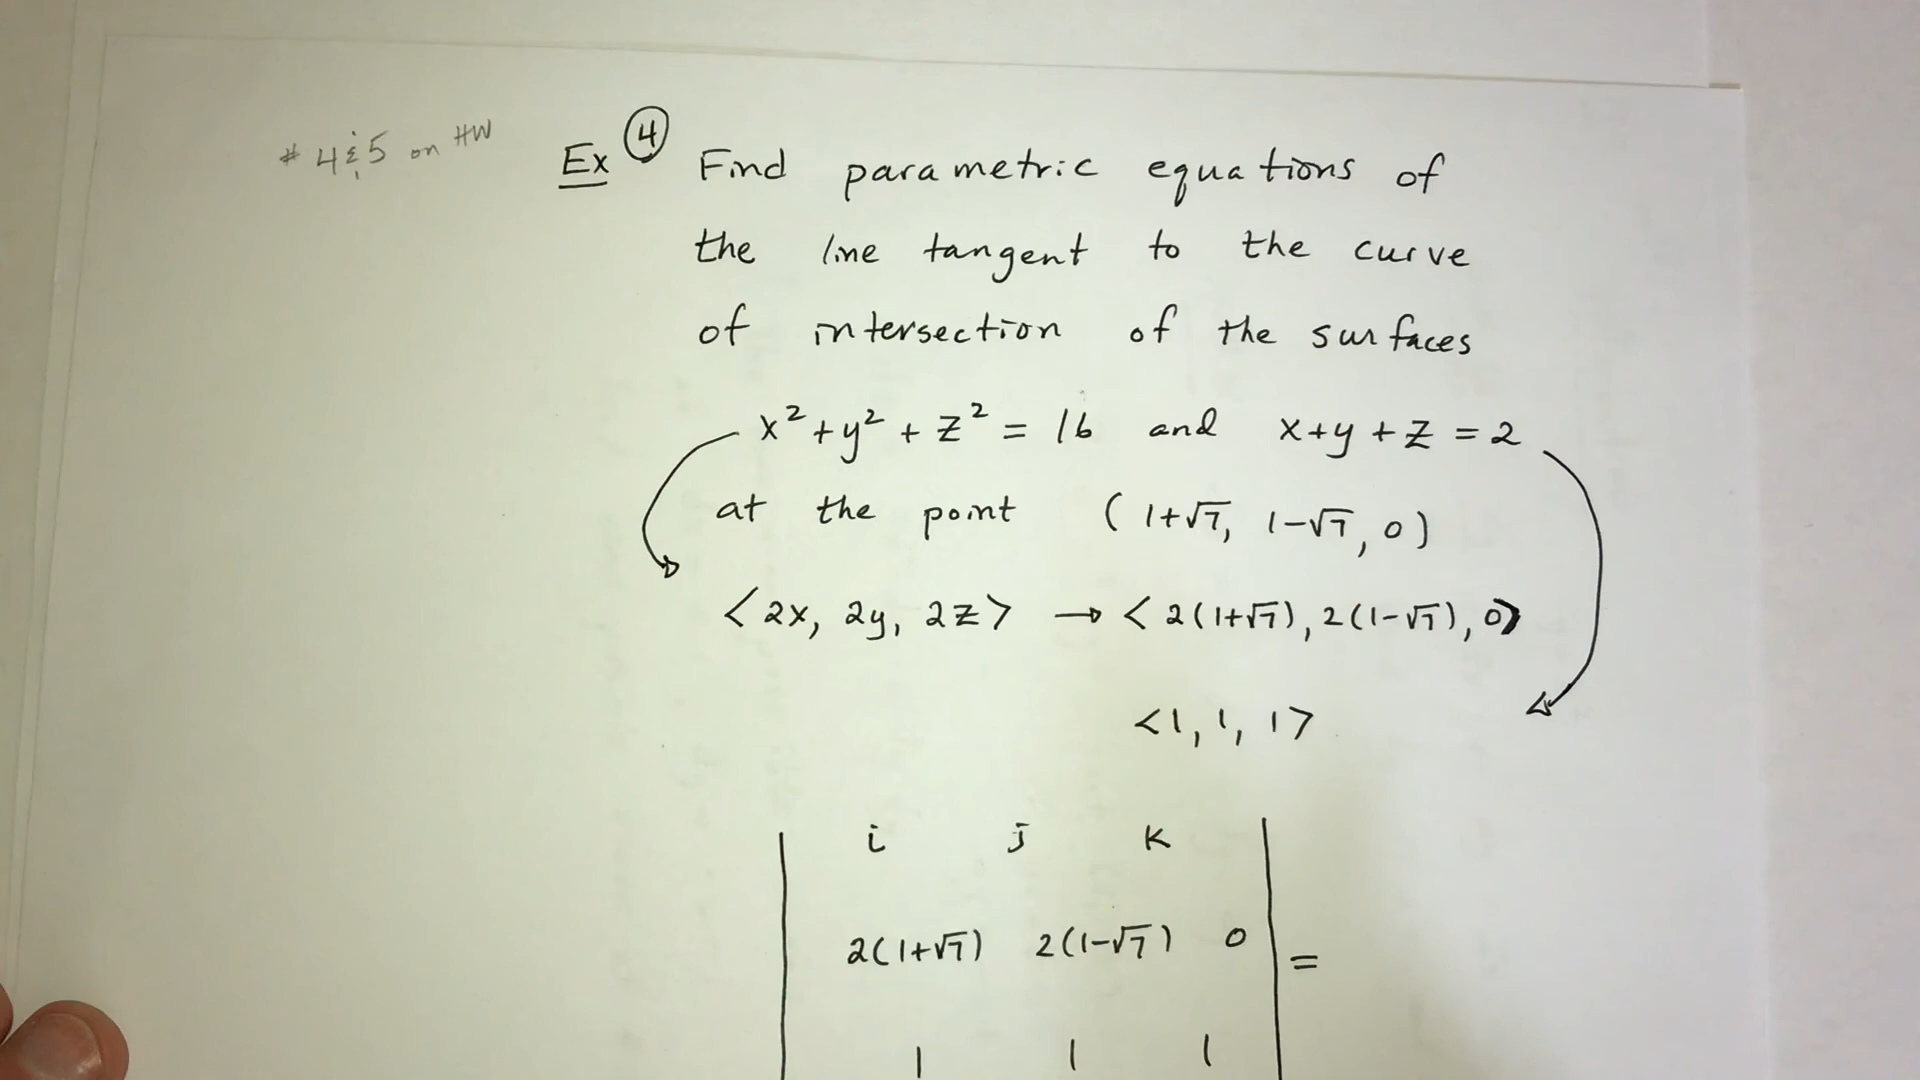 # 4 & 5 on HW
Ex ④ Find parametric equations of
the line tangent to the curve
of intersection of the surfaces
x² + y² + z² = 16 and x + y + z = 2
at the point (1+√7, 1-√7, 0)
<2x, 2y, 2z> → <2(1+√7), 2(1-√7), 0>
<1, 1, 1>
| i j k |
| 2(1+√7) 2(1-√7) 0 | =
| 1 1 1 |